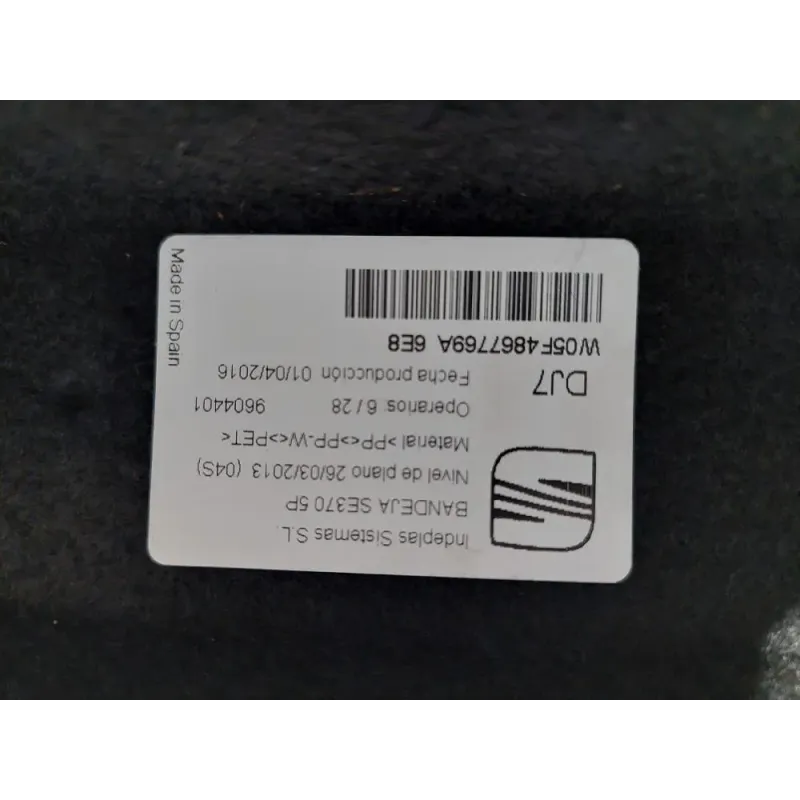 Indeplas Sistemas S.L.
BANDEJA SE370 5P
Nivel de plano 26/03/2013 (04S)
Material >PP<>PP-W<>PET<
Operarios: 6 / 28 9604401
DJ7 Fecha producción 01/04/2016
W05F4867769A 6E8
Made in Spain